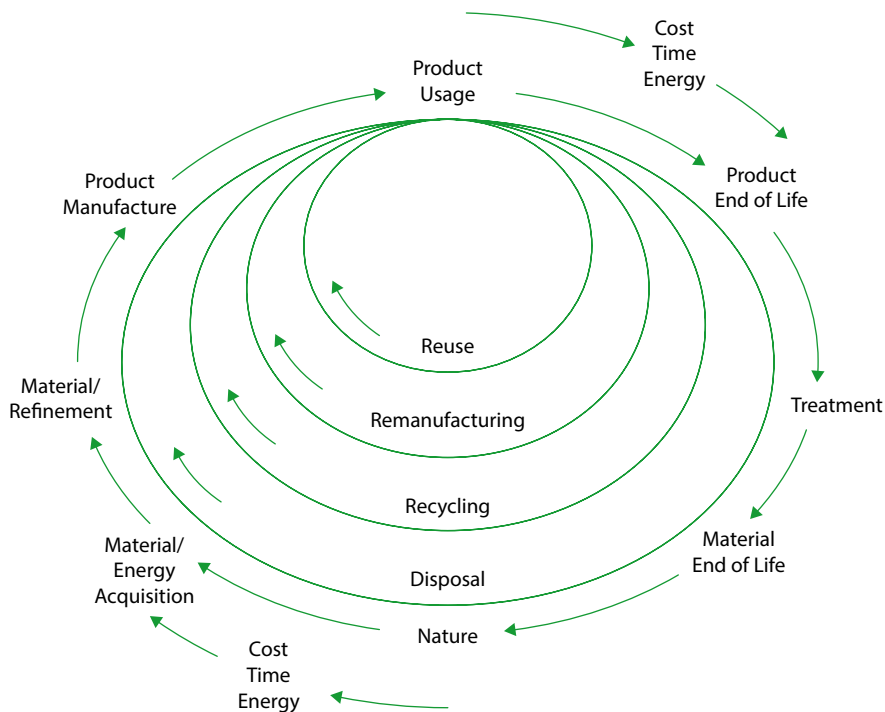 Cost
Time
Energy
Product
Usage
Product
End of Life
Product
Manufacture
Reuse
Material/
Refinement
Treatment
Remanufacturing
Recycling
Material
End of Life
Material/
Energy
Acquisition
Disposal
Nature
Cost
Time
Energy